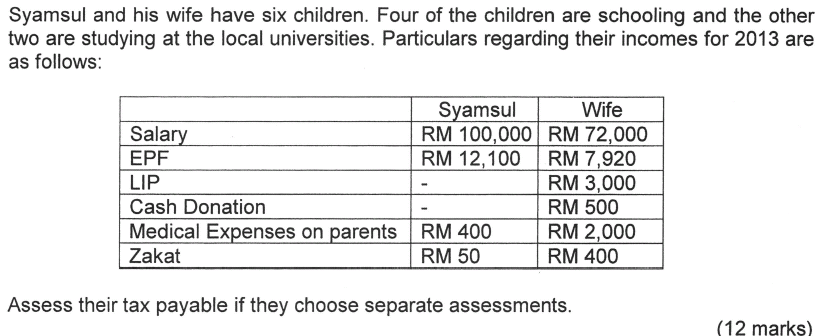 Syamsul and his wife have six children. Four of the children are schooling and the other
two are studying at the local universities. Particulars regarding their incomes for 2013 are
as follows:
Syamsul Wife
Salary RM 100,000 RM 72,000
EPF RM 12,100 RM 7,920
LIP - RM 3,000
Cash Donation - RM 500
Medical Expenses on parents RM 400 RM 2,000
Zakat RM 50 RM 400
Assess their tax payable if they choose separate assessments.
(12 marks)